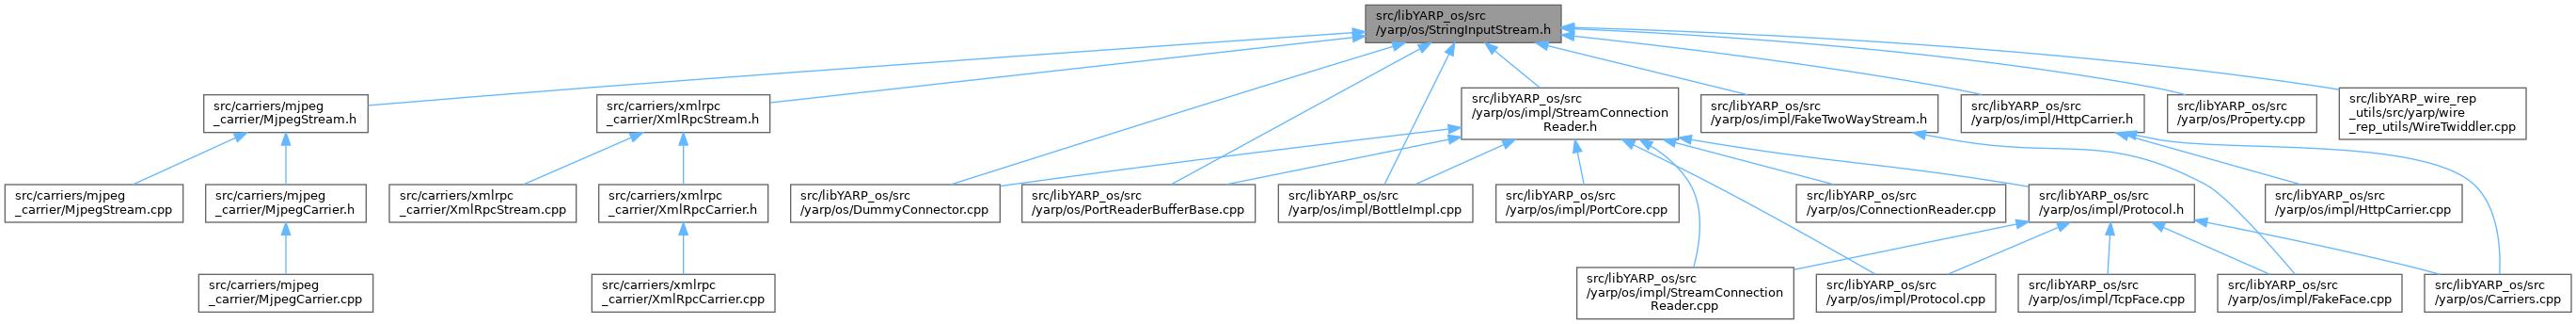 src/libYARP_os/src
/yarp/os/StringInputStream.h
src/carriers/mjpeg
_carrier/MjpegStream.h
src/carriers/xmlrpc
_carrier/XmlRpcStream.h
src/libYARP_os/src
/yarp/os/impl/StreamConnection
Reader.h
src/libYARP_os/src
/yarp/os/impl/FakeTwoWayStream.h
src/libYARP_os/src
/yarp/os/impl/HttpCarrier.h
src/libYARP_os/src
/yarp/os/Property.cpp
src/libYARP_wire_rep
_utils/src/yarp/wire
_rep_utils/WireTwiddler.cpp
src/carriers/mjpeg
_carrier/MjpegStream.cpp
src/carriers/mjpeg
_carrier/MjpegCarrier.h
src/carriers/xmlrpc
_carrier/XmlRpcStream.cpp
src/carriers/xmlrpc
_carrier/XmlRpcCarrier.h
src/libYARP_os/src
/yarp/os/DummyConnector.cpp
src/libYARP_os/src
/yarp/os/PortReaderBufferBase.cpp
src/libYARP_os/src
/yarp/os/impl/BottleImpl.cpp
src/libYARP_os/src
/yarp/os/impl/PortCore.cpp
src/libYARP_os/src
/yarp/os/ConnectionReader.cpp
src/libYARP_os/src
/yarp/os/impl/Protocol.h
src/libYARP_os/src
/yarp/os/impl/HttpCarrier.cpp
src/carriers/mjpeg
_carrier/MjpegCarrier.cpp
src/carriers/xmlrpc
_carrier/XmlRpcCarrier.cpp
src/libYARP_os/src
/yarp/os/impl/StreamConnection
Reader.cpp
src/libYARP_os/src
/yarp/os/impl/Protocol.cpp
src/libYARP_os/src
/yarp/os/impl/TcpFace.cpp
src/libYARP_os/src
/yarp/os/impl/FakeFace.cpp
src/libYARP_os/src
/yarp/os/Carriers.cpp